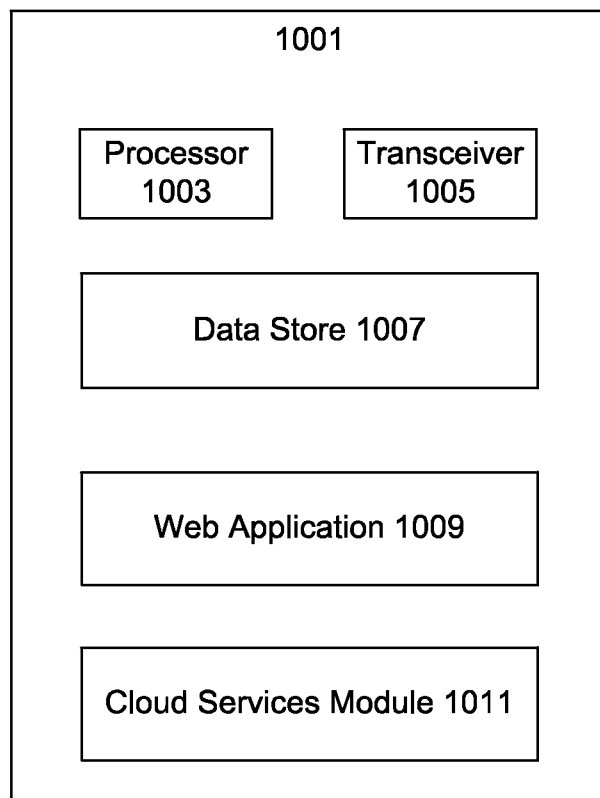 1001
Processor
1003
Transceiver
1005
Data Store 1007
Web Application 1009
Cloud Services Module 1011